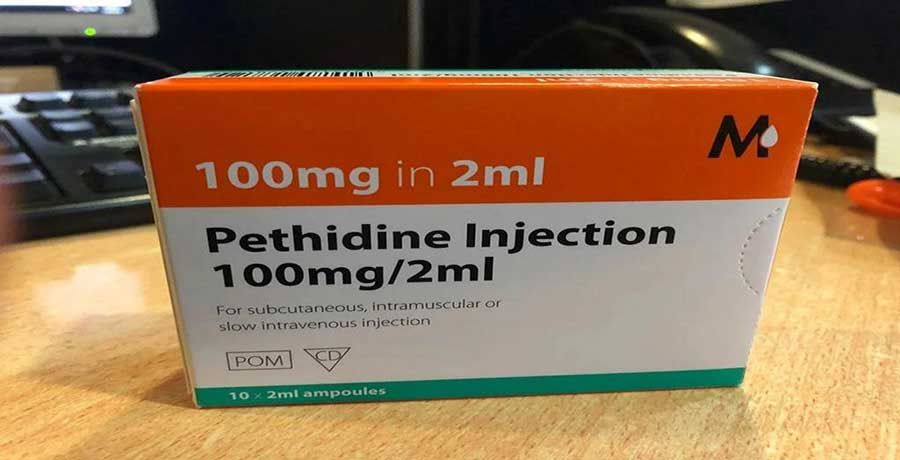 M
100mg in 2ml
Pethidine Injection
100mg/2ml
For subcutaneous, intramuscular or
slow intravenous injection
POM CD
10 x 2ml ampoules